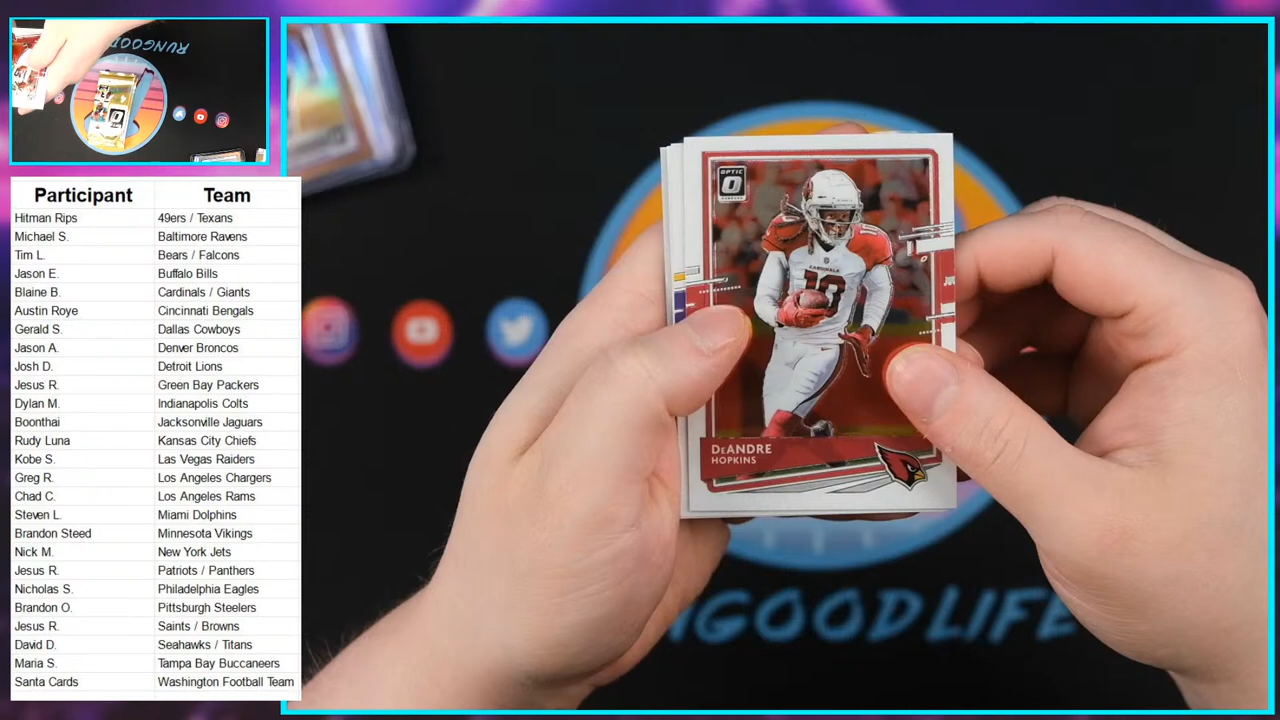 RUNGOODLIFE
Participant Team
Hitman Rips 49ers / Texans
Michael S. Baltimore Ravens
Tim L. Bears / Falcons
Jason E. Buffalo Bills
Blaine B. Cardinals / Giants
Austin Roye Cincinnati Bengals
Gerald S. Dallas Cowboys
Jason A. Denver Broncos
Josh D. Detroit Lions
Jesus R. Green Bay Packers
Dylan M. Indianapolis Colts
Boonthai Jacksonville Jaguars
Rudy Luna Kansas City Chiefs
Kobe S. Las Vegas Raiders
Greg R. Los Angeles Chargers
Chad C. Los Angeles Rams
Steven L. Miami Dolphins
Brandon Steed Minnesota Vikings
Nick M. New York Jets
Jesus R. Patriots / Panthers
Nicholas S. Philadelphia Eagles
Brandon O. Pittsburgh Steelers
Jesus R. Saints / Browns
David D. Seahawks / Titans
Maria S. Tampa Bay Buccaneers
Santa Cards Washington Football Team
OPTIC
CARDINALS
10
DEANDRE
HOPKINS
NGOODLIFE